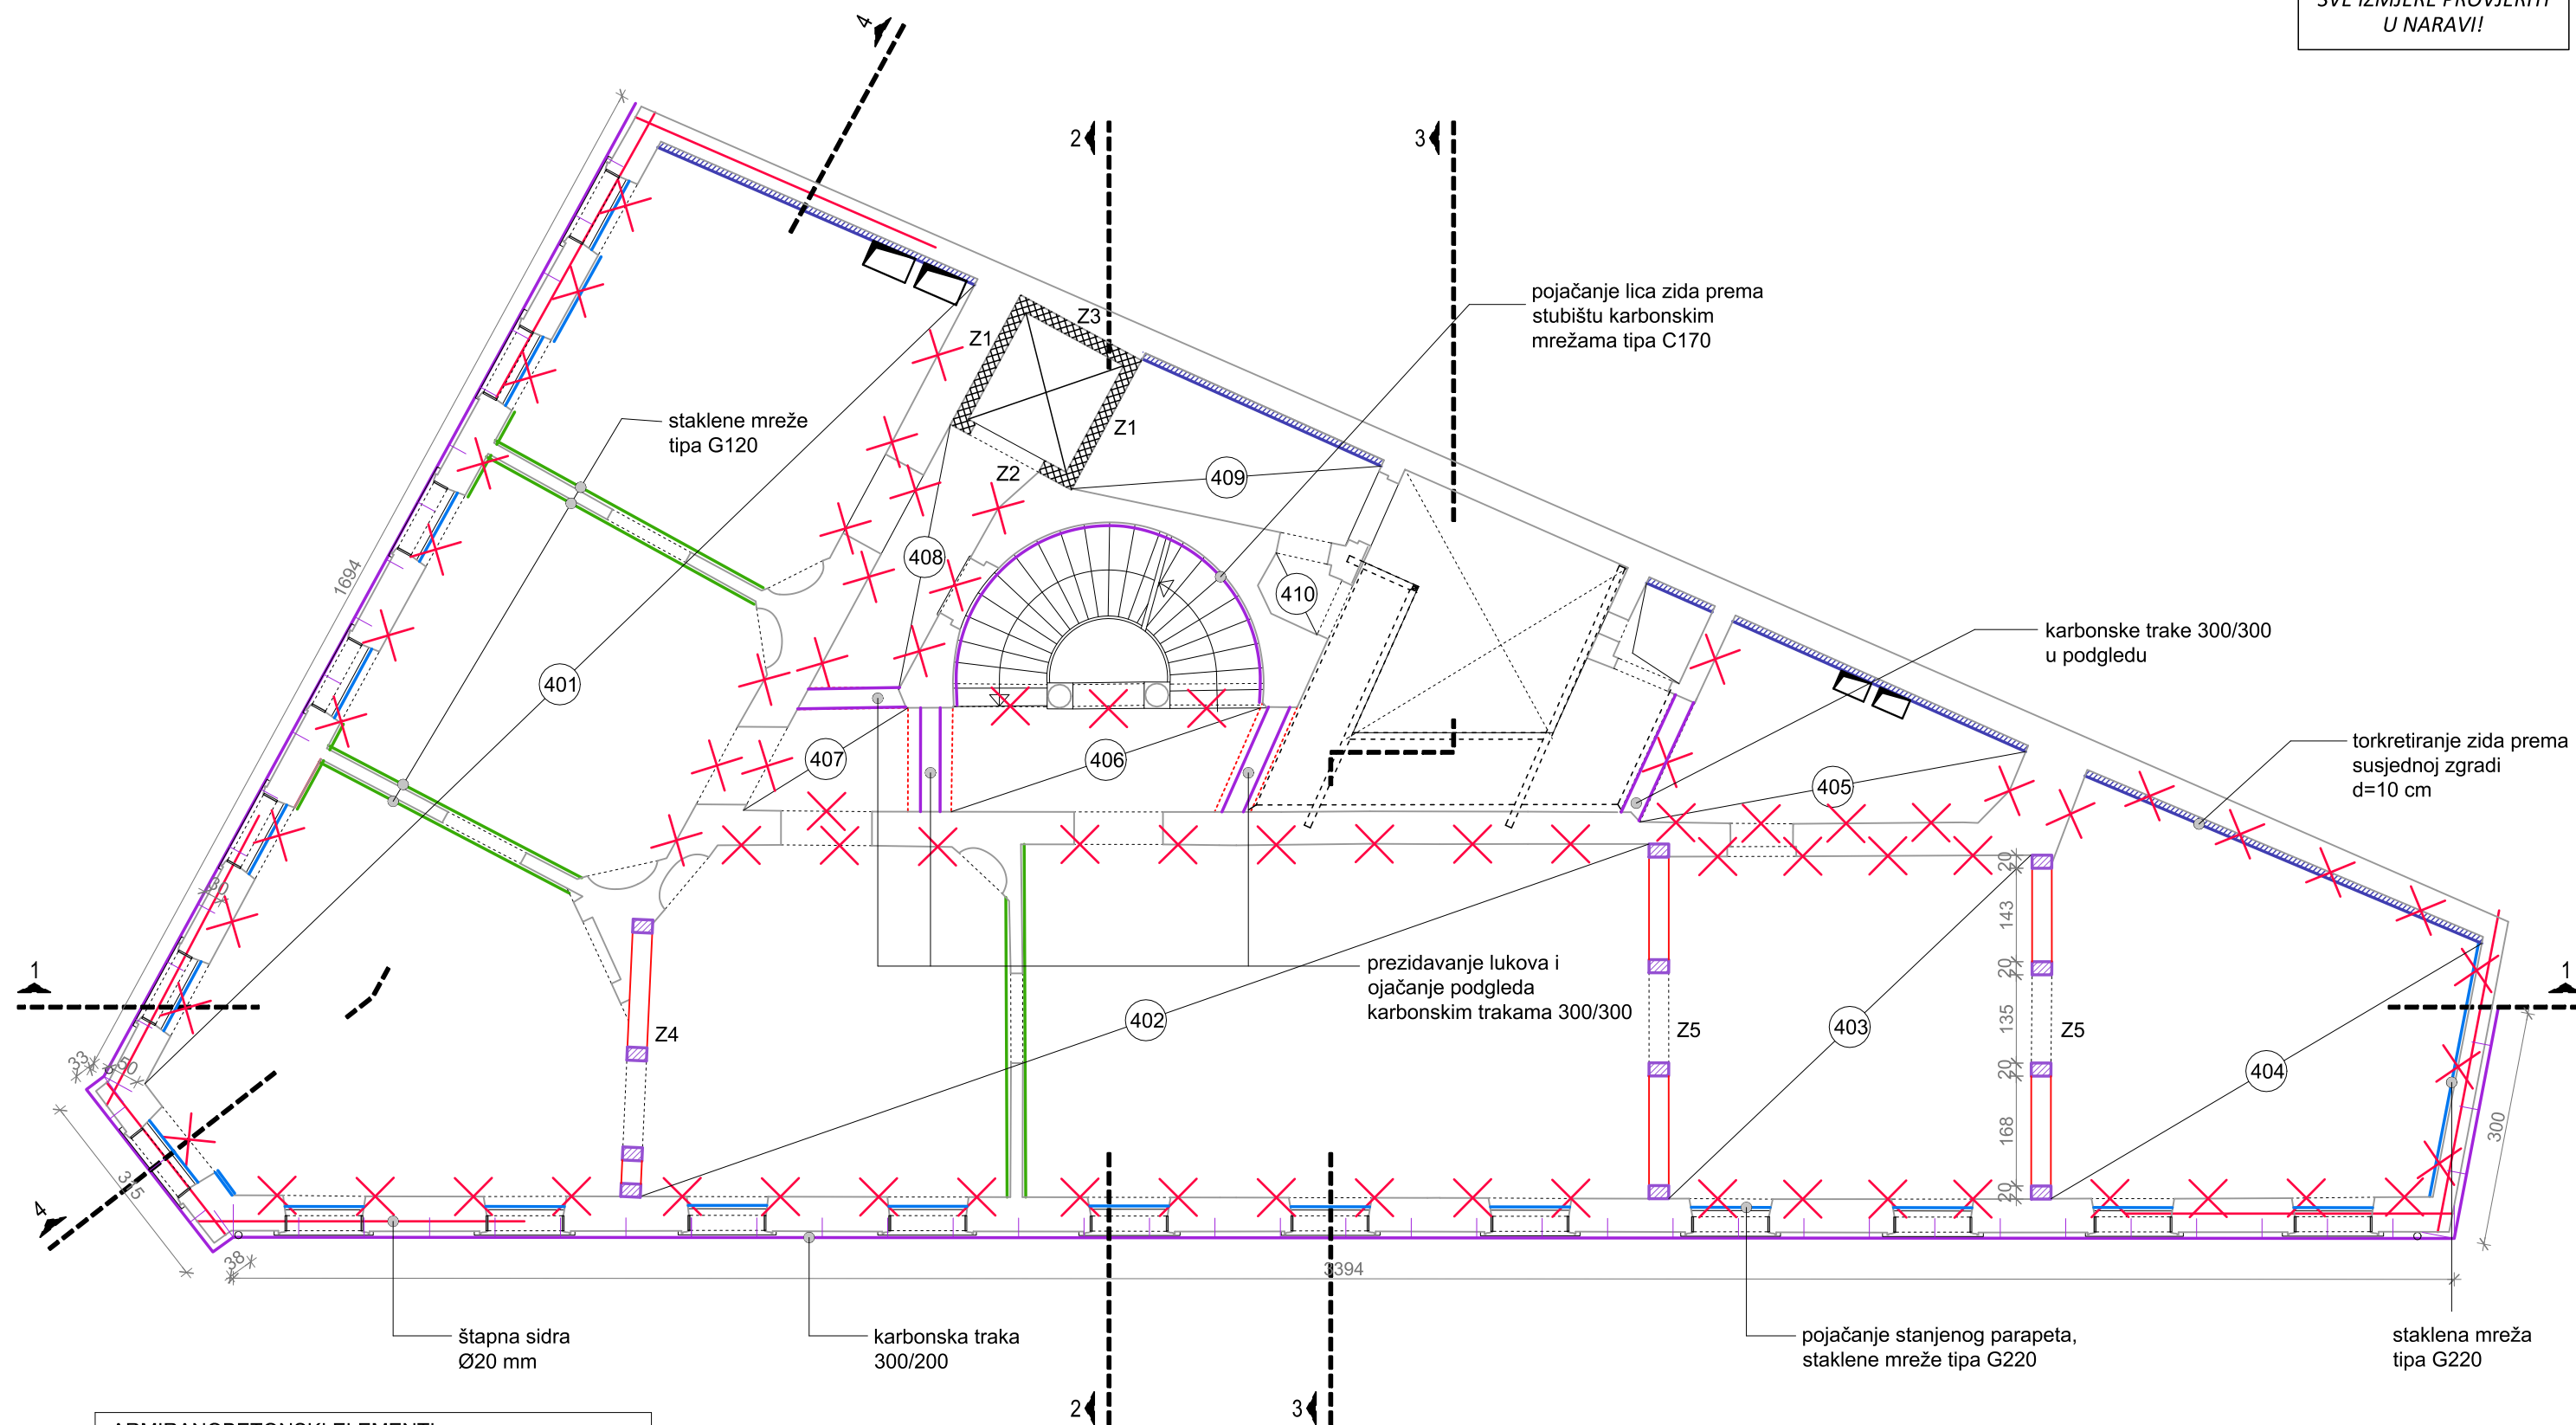 SVE IZMJERE PROVJERITI
U NARAVI!
4
2
3
pojačanje lica zida prema
stubištu karbonskim
mrežama tipa C170
Z3
Z1
Z1
Z2
staklene mreže
tipa G120
409
408
410
1694
401
karbonske trake 300/300
u podgledu
407
406
405
torkretiranje zida prema
susjednoj zgradi
d=10 cm
20
143
20
135
20
168
20
prezidavanje lukova i
ojačanje podgleda
karbonskim trakama 300/300
1
1
402
403
404
Z4
Z5
Z5
33
50
300
4
38
3394
štapna sidra
Ø20 mm
karbonska traka
300/200
pojačanje stanjenog parapeta,
staklene mreže tipa G220
staklena mreža
tipa G220
2
3